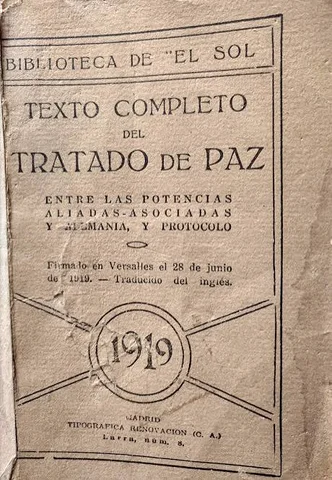 BIBLIOTECA DE "EL SOL
TEXTO COMPLETO
DEL
TRATADO DE PAZ
ENTRE LAS POTENCIAS
ALIADAS-ASOCIADAS
Y ALEMANIA, Y PROTOCOLO
Firmado en Versalles el 28 de junio
de 1919. — Traducido del inglés.
1919
MADRID
TIPOGRAFICA RENOVACION (C. A.)
Larra, núm. 8.